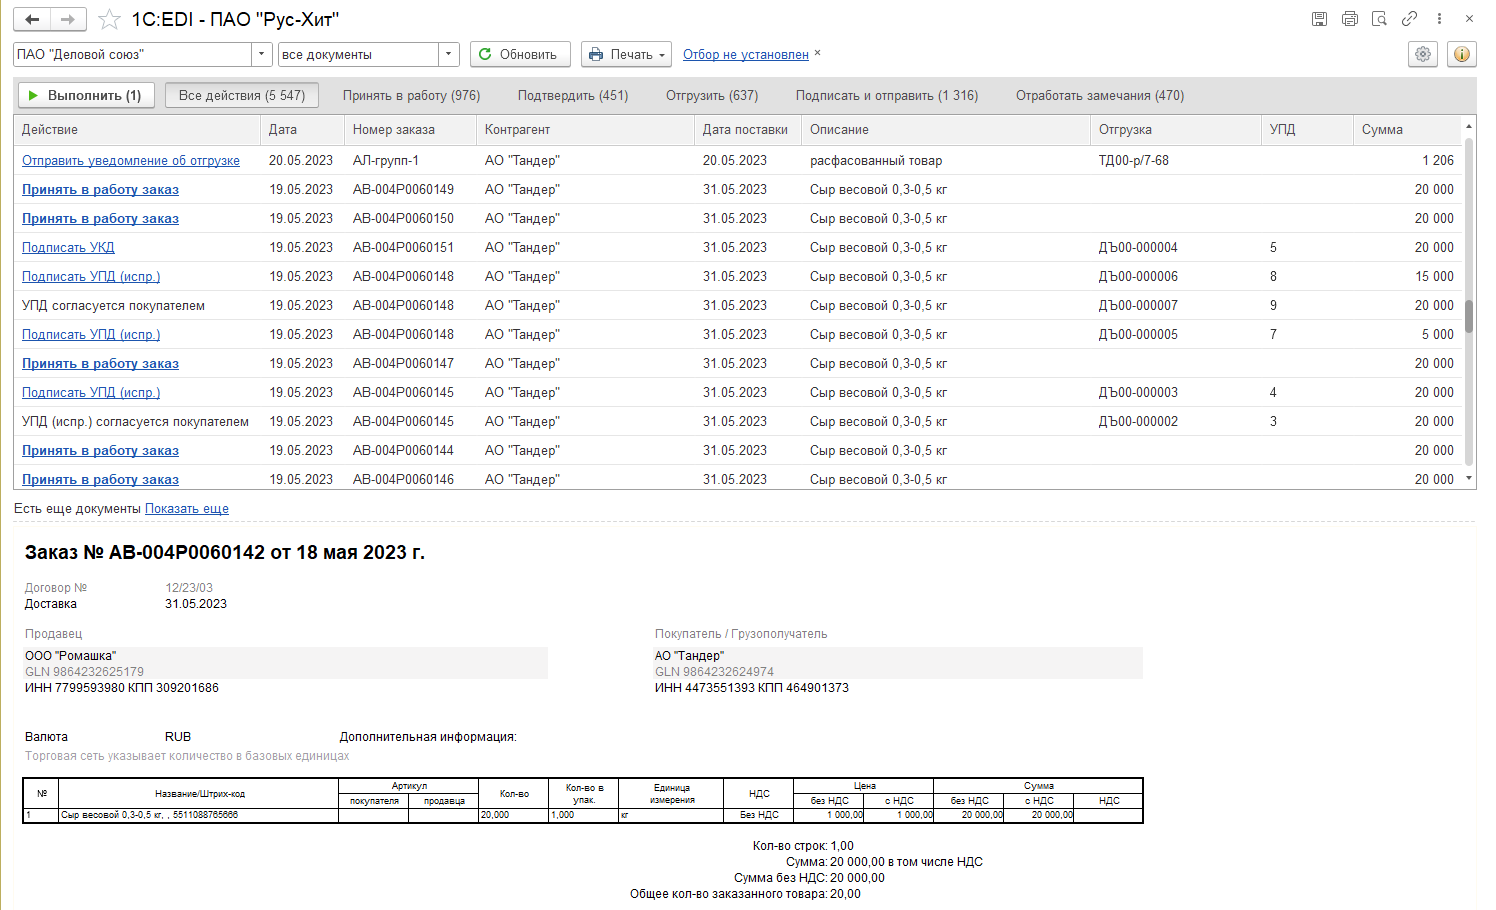 1С:EDI - ПАО "Рус-Хит"
ПАО "Деловой союз" все документы Обновить Печать Отбор не установлен ×
Выполнить (1) Все действия (5 547) Принять в работу (976) Подтвердить (451) Отгрузить (637) Подписать и отправить (1 316) Отработать замечания (470)
Действие Дата Номер заказа Контрагент Дата поставки Описание Отгрузка УПД Сумма
Отправить уведомление об отгрузке 20.05.2023 АЛ-групп-1 АО "Тандер" 20.05.2023 расфасованный товар ТД00-р/7-68 1 206
Принять в работу заказ 19.05.2023 АВ-004Р0060149 АО "Тандер" 31.05.2023 Сыр весовой 0,3-0,5 кг 20 000
Принять в работу заказ 19.05.2023 АВ-004Р0060150 АО "Тандер" 31.05.2023 Сыр весовой 0,3-0,5 кг 20 000
Подписать УКД 19.05.2023 АВ-004Р0060151 АО "Тандер" 31.05.2023 Сыр весовой 0,3-0,5 кг ДЪ00-000004 5 20 000
Подписать УПД (испр.) 19.05.2023 АВ-004Р0060148 АО "Тандер" 31.05.2023 Сыр весовой 0,3-0,5 кг ДЪ00-000006 8 15 000
УПД согласуется покупателем 19.05.2023 АВ-004Р0060148 АО "Тандер" 31.05.2023 Сыр весовой 0,3-0,5 кг ДЪ00-000007 9 20 000
Подписать УПД (испр.) 19.05.2023 АВ-004Р0060148 АО "Тандер" 31.05.2023 Сыр весовой 0,3-0,5 кг ДЪ00-000005 7 5 000
Принять в работу заказ 19.05.2023 АВ-004Р0060147 АО "Тандер" 31.05.2023 Сыр весовой 0,3-0,5 кг 20 000
Подписать УПД (испр.) 19.05.2023 АВ-004Р0060145 АО "Тандер" 31.05.2023 Сыр весовой 0,3-0,5 кг ДЪ00-000003 4 20 000
УПД (испр.) согласуется покупателем 19.05.2023 АВ-004Р0060145 АО "Тандер" 31.05.2023 Сыр весовой 0,3-0,5 кг ДЪ00-000002 3 20 000
Принять в работу заказ 19.05.2023 АВ-004Р0060144 АО "Тандер" 31.05.2023 Сыр весовой 0,3-0,5 кг 20 000
Принять в работу заказ 19.05.2023 АВ-004Р0060146 АО "Тандер" 31.05.2023 Сыр весовой 0,3-0,5 кг 20 000
Есть еще документы Показать еще
Заказ № АВ-004Р0060142 от 18 мая 2023 г.
Договор № 12/23/03
Доставка 31.05.2023
Продавец Покупатель / Грузополучатель
ООО "Ромашка" АО "Тандер"
GLN 9864232625179 GLN 9864232624974
ИНН 7799593980 КПП 309201686 ИНН 4473551393 КПП 464901373
Валюта RUB Дополнительная информация:
Торговая сеть указывает количество в базовых единицах
№ Название/Штрих-код Артикул Кол-во Кол-во в упак. Единица измерения НДС Цена Сумма
покупателя продавца без НДС с НДС без НДС с НДС НДС
1 Сыр весовой 0,3-0,5 кг, , 5511088765666 20,000 1,000 кг Без НДС 1 000,00 1 000,00 20 000,00 20 000,00
Кол-во строк: 1,00
Сумма: 20 000,00 в том числе НДС
Сумма без НДС: 20 000,00
Общее кол-во заказанного товара: 20,00